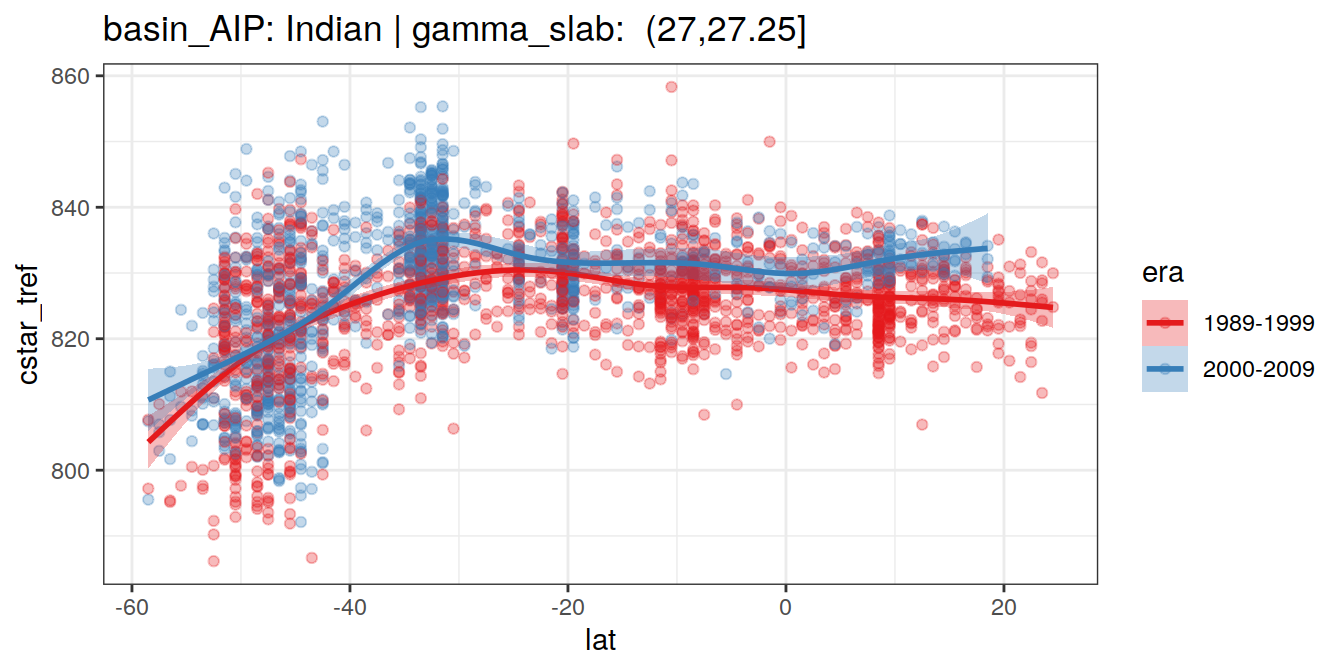 basin_AIP: Indian | gamma_slab:  (27,27.25]
860
840
820
800
cstar_tref
-60
-40
-20
0
20
lat
era
1989-1999
2000-2009